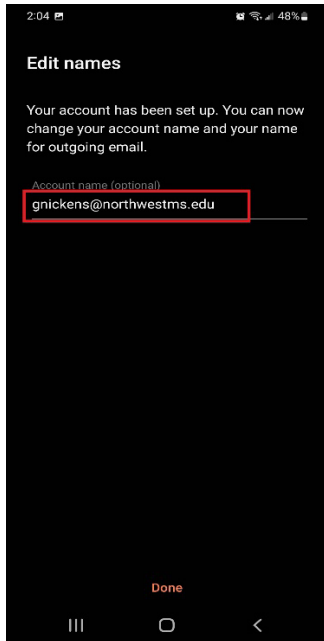 2:04 48%
Edit names
Your account has been set up. You can now
change your account name and your name
for outgoing email.
Account name (optional)
gnickens@northwestms.edu
Done